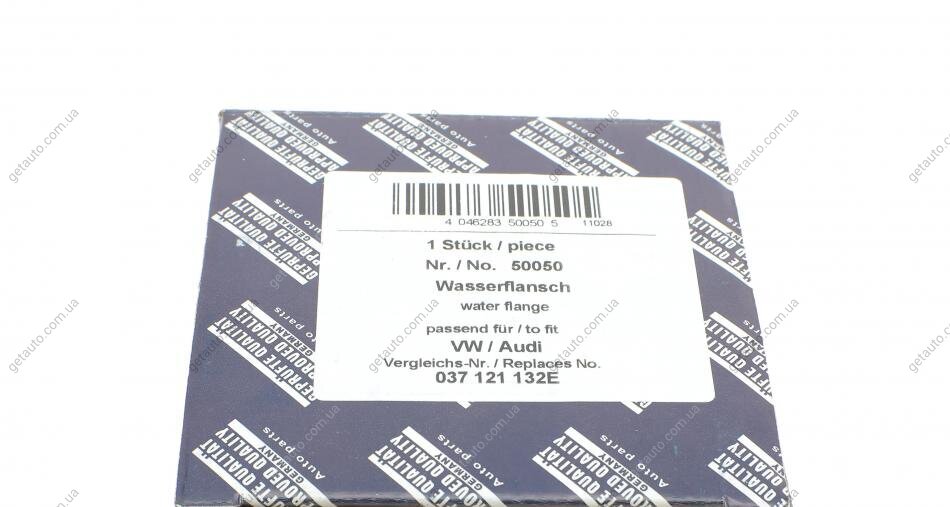 4 046283 50050 5 11028
1 Stück / piece
Nr. / No. 50050
Wasserflansch
water flange
passend für / to fit
VW / Audi
Vergleichs-Nr. / Replaces No.
037 121 132E
GEPRÜFTE QUALITÄT
APPROVED QUALITY
GERMANY
Auto parts
getauto.com.ua